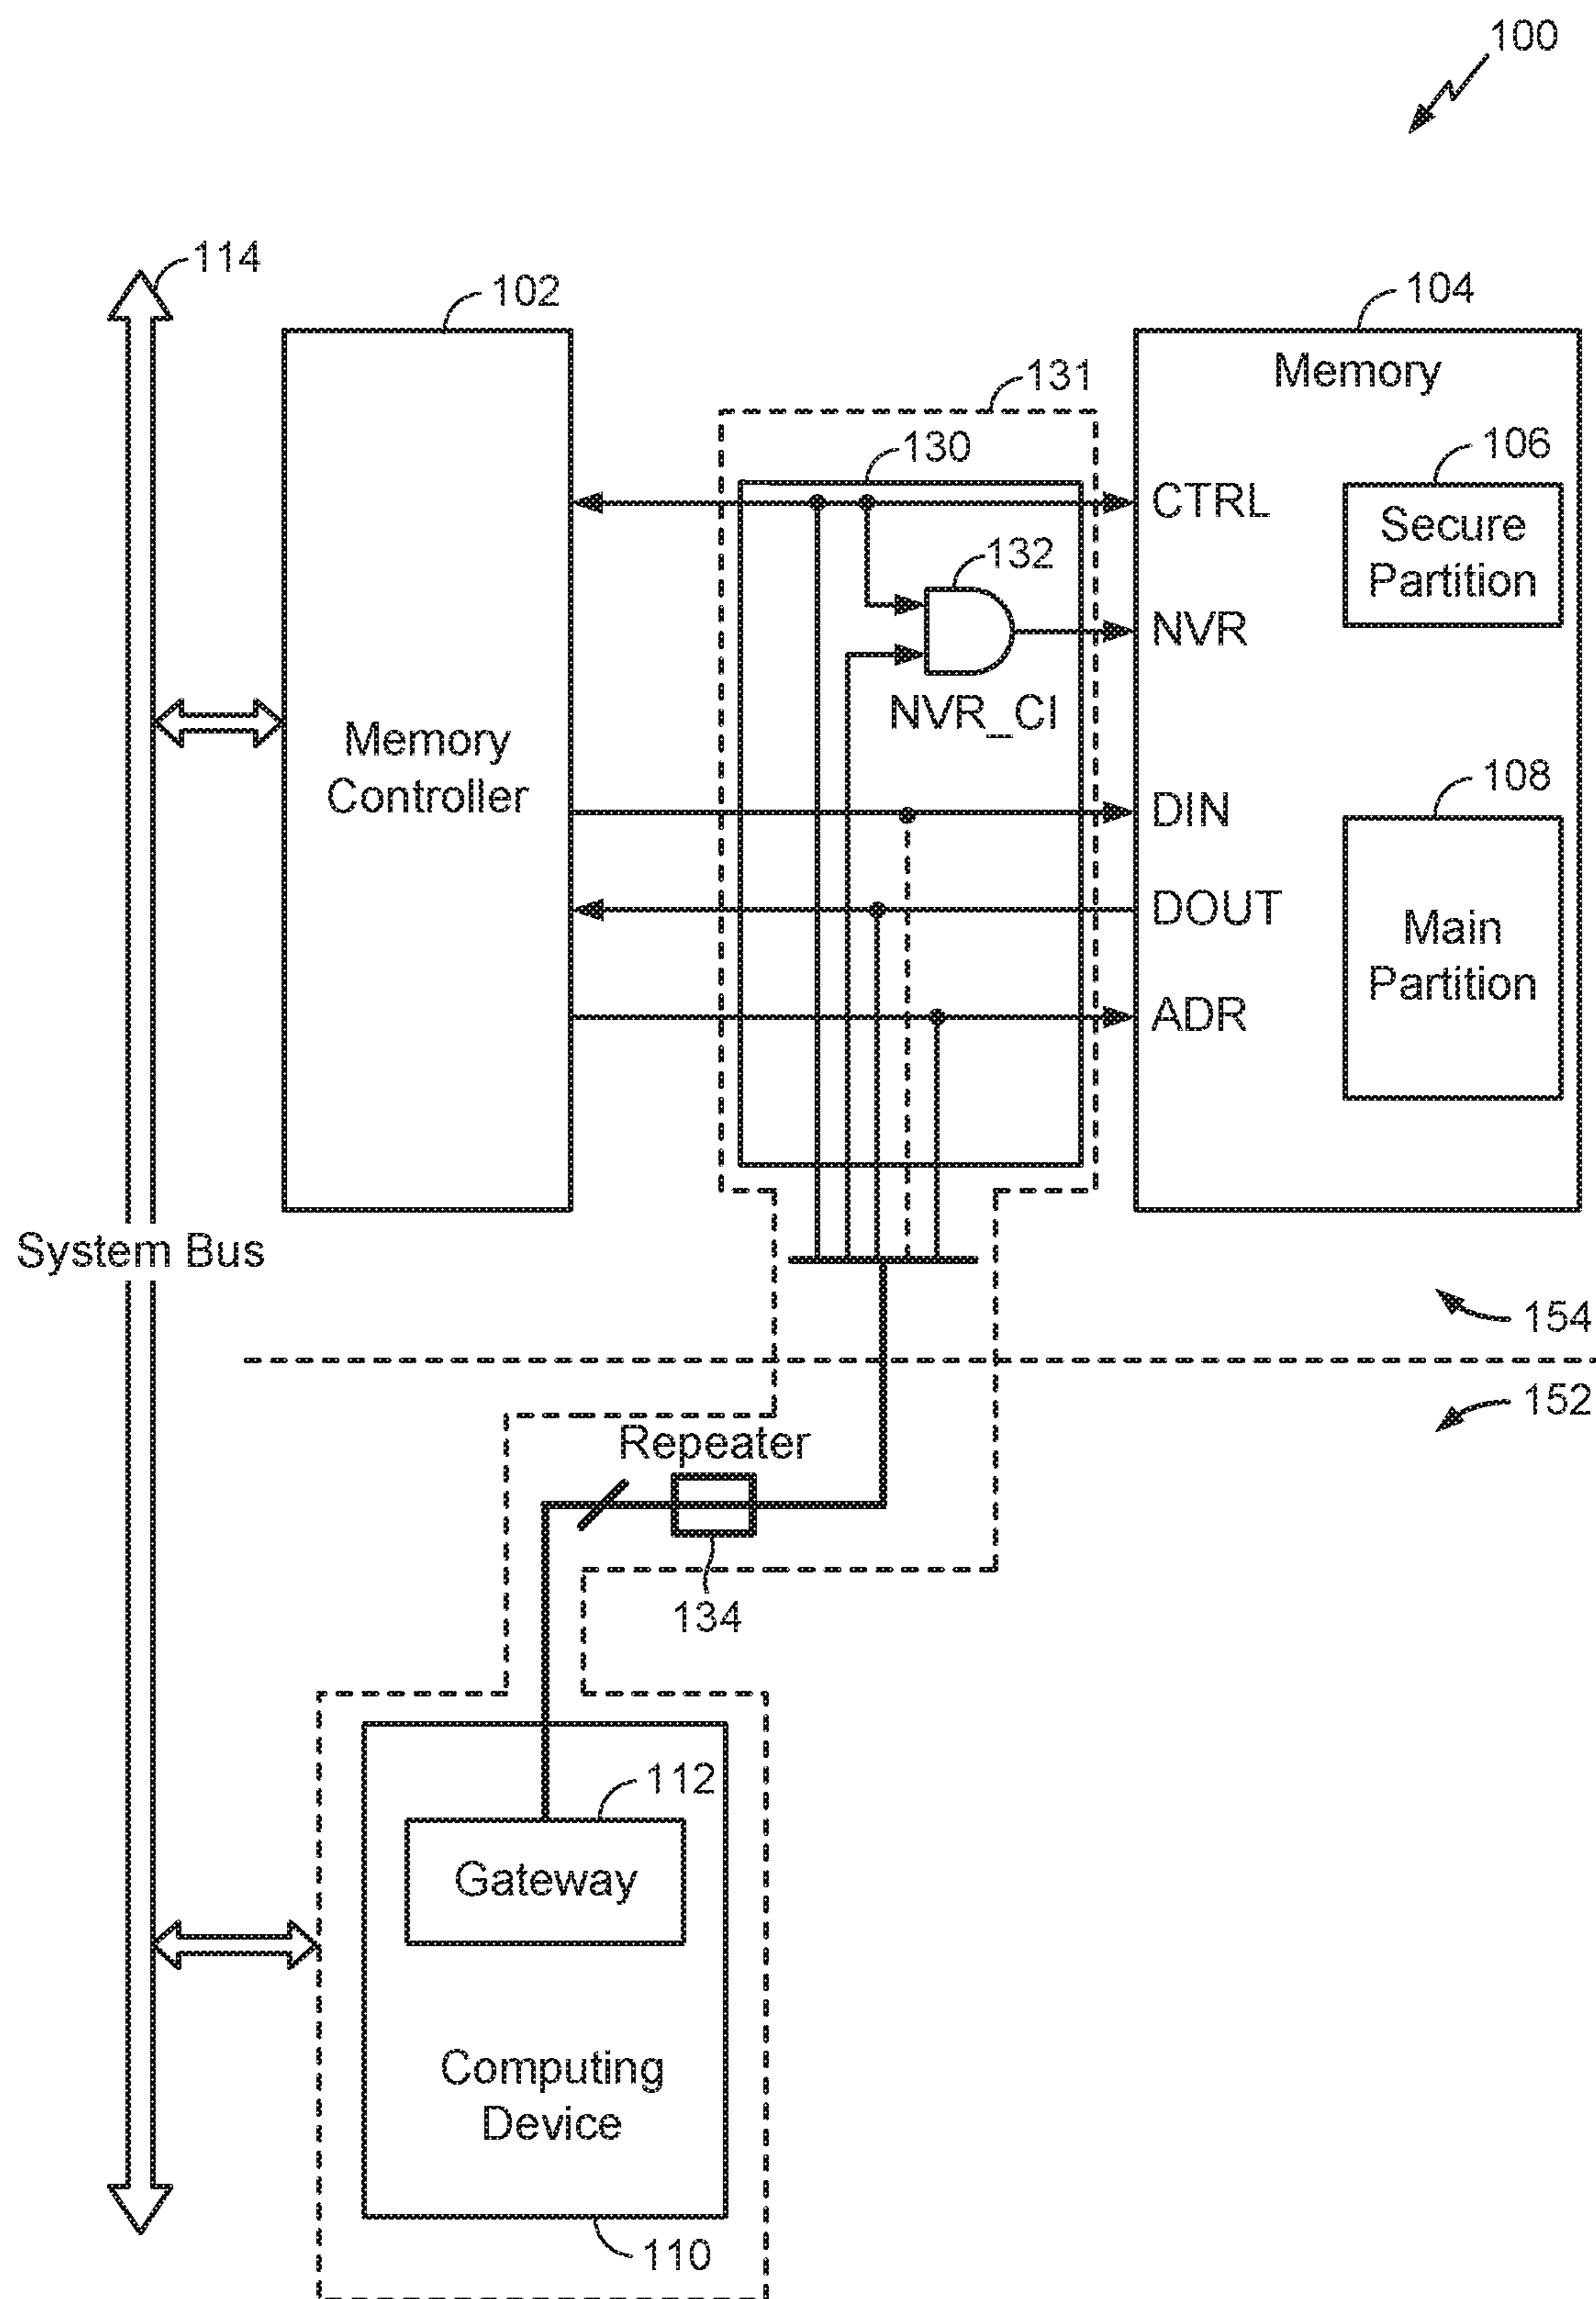 100
114
102
104
Memory
131
130
106
CTRL
Secure
Partition
132
NVR
NVR_CI
Memory
Controller
108
DIN
DOUT
Main
Partition
ADR
System Bus
154
152
Repeater
134
112
Gateway
Computing
Device
110